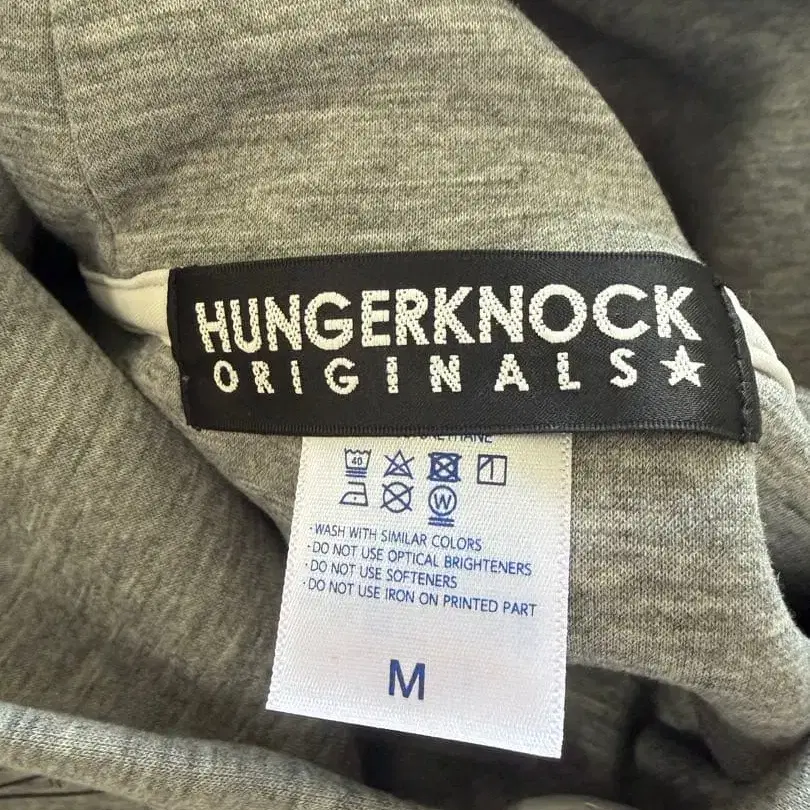 HUNGERKNOCK
ORIGINALS★
40
W
·WASH WITH SIMILAR COLORS
·DO NOT USE OPTICAL BRIGHTENERS
·DO NOT USE SOFTENERS
·DO NOT USE IRON ON PRINTED PART
M